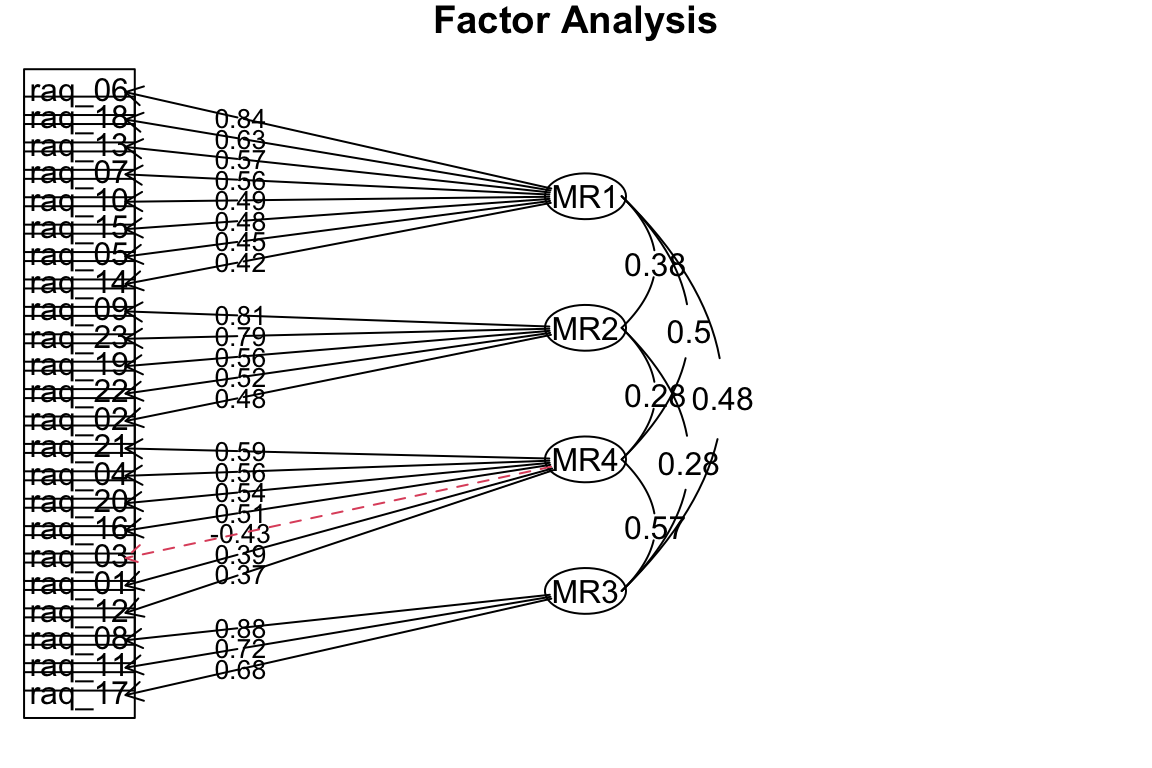 Factor Analysis
raq_06
raq_18
raq_13
raq_07
raq_10
raq_15
raq_05
raq_14
raq_09
raq_23
raq_19
raq_22
raq_02
raq_21
raq_04
raq_20
raq_16
raq_03
raq_01
raq_12
raq_08
raq_11
raq_17
0.84
0.63
0.57
0.56
0.49
0.48
0.45
0.42
0.81
0.79
0.56
0.52
0.48
0.59
0.56
0.54
0.51
-0.43
0.39
0.37
0.88
0.72
0.68
MR1
MR2
MR4
MR3
0.38
0.5
0.28
0.48
0.28
0.57